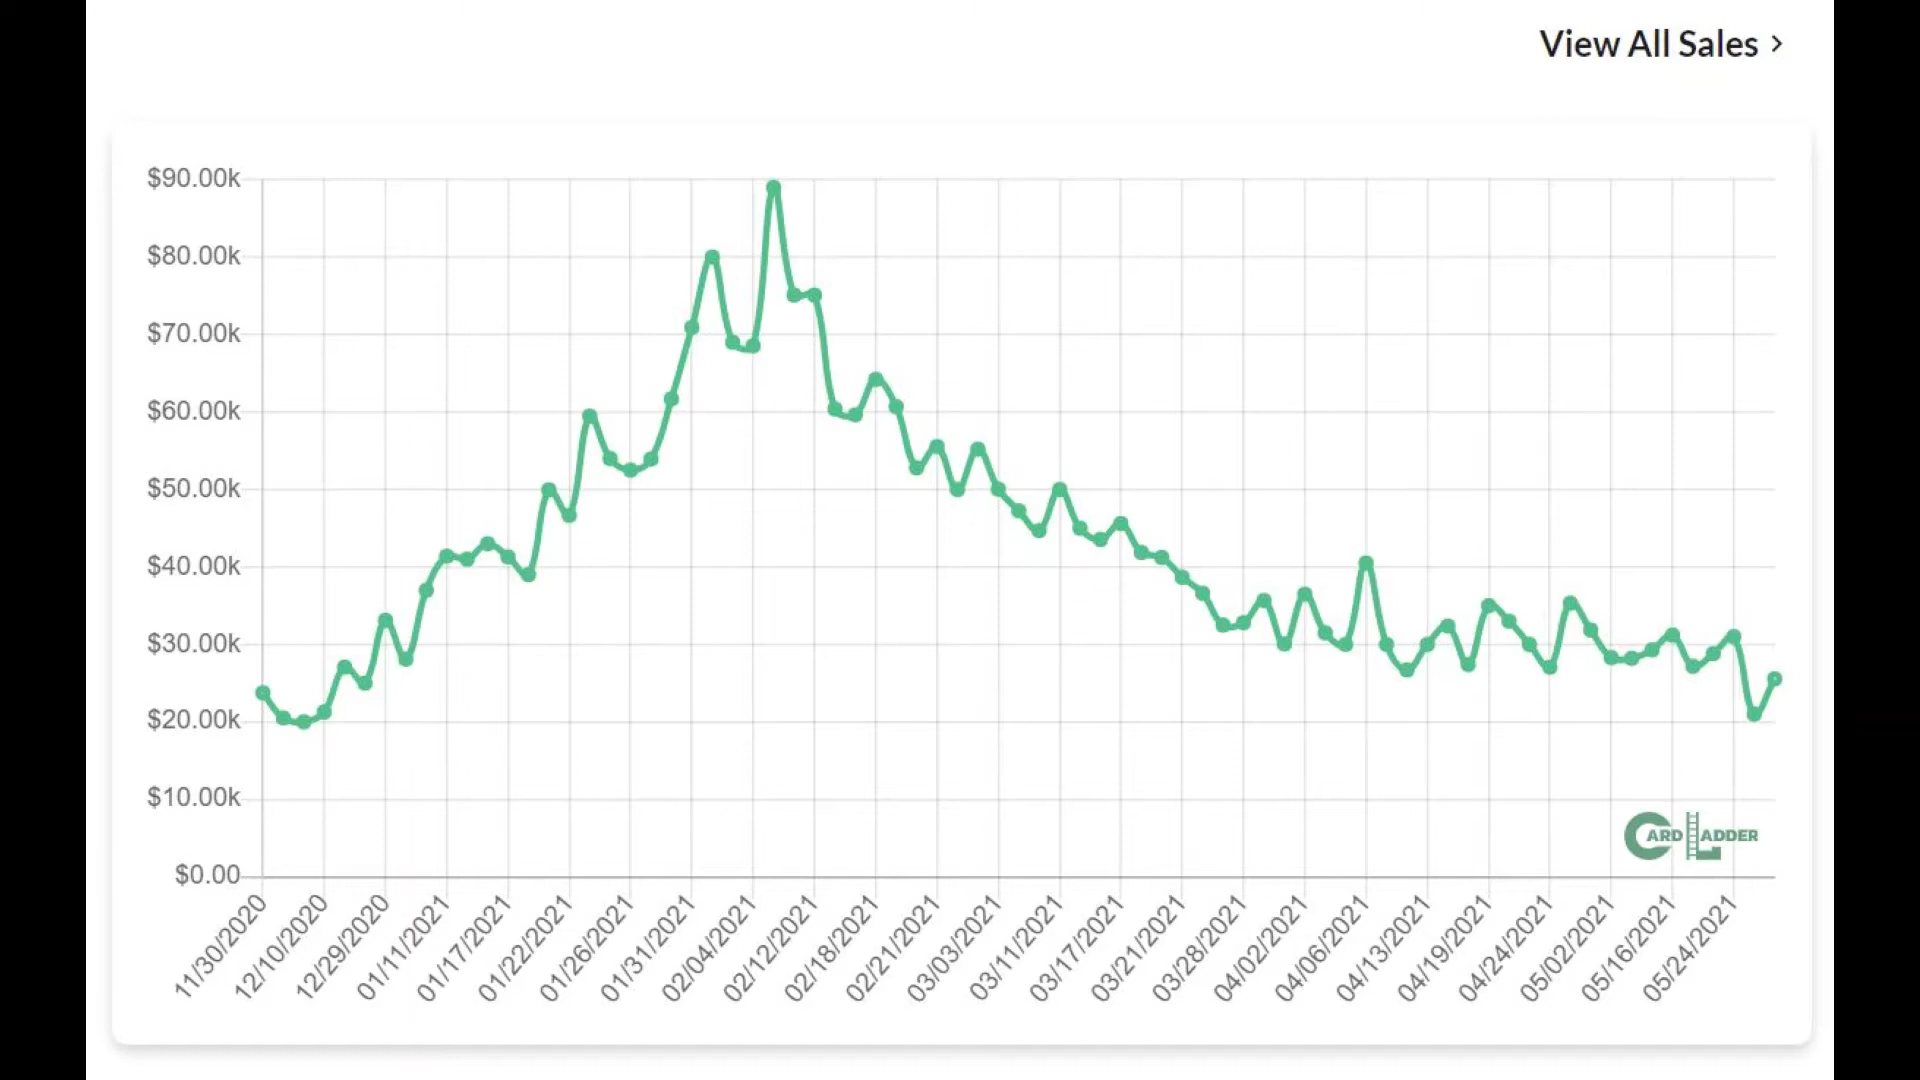 View All Sales >
$90.00k
$80.00k
$70.00k
$60.00k
$50.00k
$40.00k
$30.00k
$20.00k
$10.00k
$0.00
CARD LADDER
11/30/2020
12/10/2020
12/29/2020
01/11/2021
01/17/2021
01/22/2021
01/26/2021
01/31/2021
02/04/2021
02/12/2021
02/18/2021
02/21/2021
03/03/2021
03/11/2021
03/17/2021
03/21/2021
03/28/2021
04/02/2021
04/06/2021
04/13/2021
04/19/2021
04/24/2021
05/02/2021
05/16/2021
05/24/2021